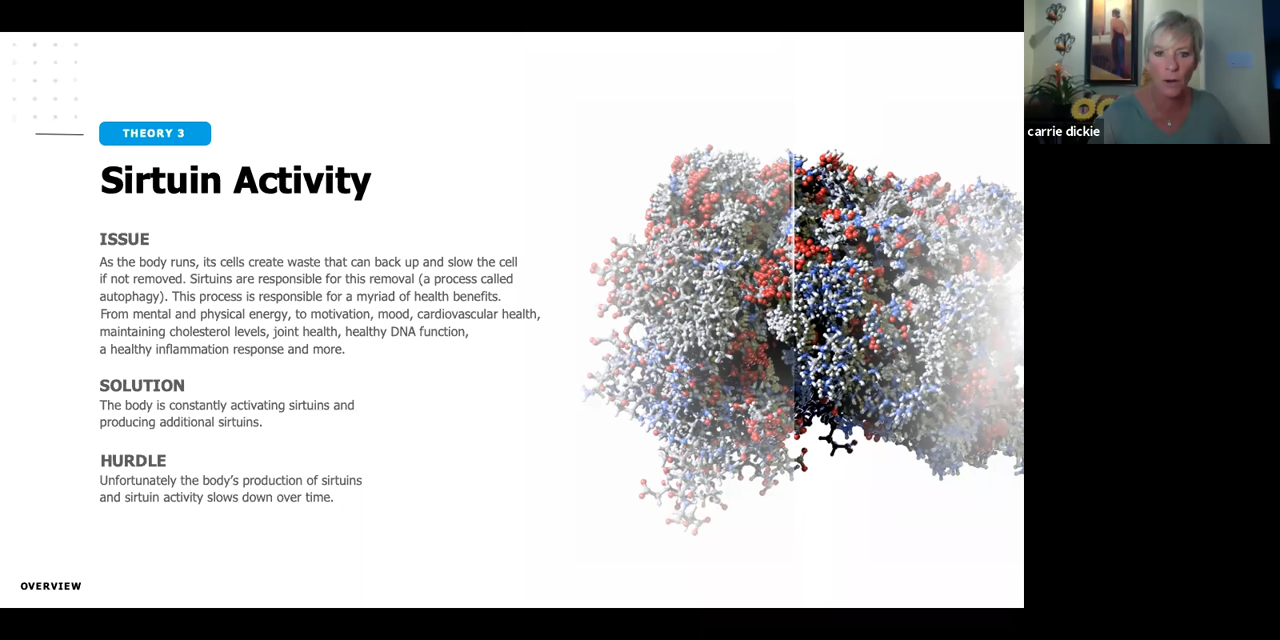 THEORY 3
Sirtuin Activity
ISSUE
As the body runs, its cells create waste that can back up and slow the cell
if not removed. Sirtuins are responsible for this removal (a process called
autophagy). This process is responsible for a myriad of health benefits.
From mental and physical energy, to motivation, mood, cardiovascular health,
maintaining cholesterol levels, joint health, healthy DNA function,
a healthy inflammation response and more.
SOLUTION
The body is constantly activating sirtuins and
producing additional sirtuins.
HURDLE
Unfortunately the body’s production of sirtuins
and sirtuin activity slows down over time.
OVERVIEW
carrie dickie